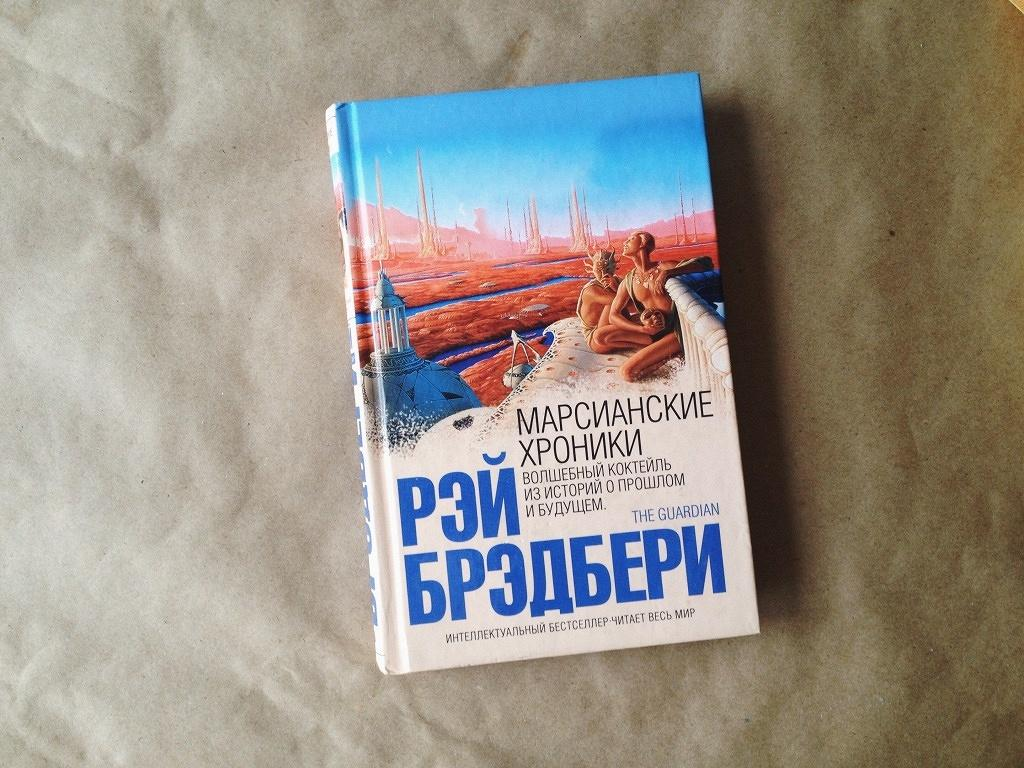 МАРСИАНСКИЕ
ХРОНИКИ
ВОЛШЕБНЫЙ КОКТЕЙЛЬ
ИЗ ИСТОРИЙ О ПРОШЛОМ
И БУДУЩЕМ.
THE GUARDIAN
РЭЙ
БРЭДБЕРИ
ИНТЕЛЛЕКТУАЛЬНЫЙ БЕСТСЕЛЛЕР·ЧИТАЕТ ВЕСЬ МИР